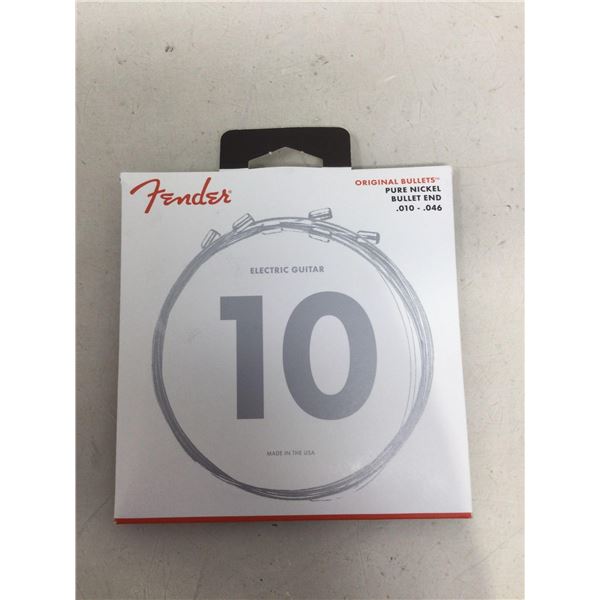 Fender
ORIGINAL BULLETS™
PURE NICKEL
BULLET END
.010 - .046
ELECTRIC GUITAR
10
MADE IN THE USA